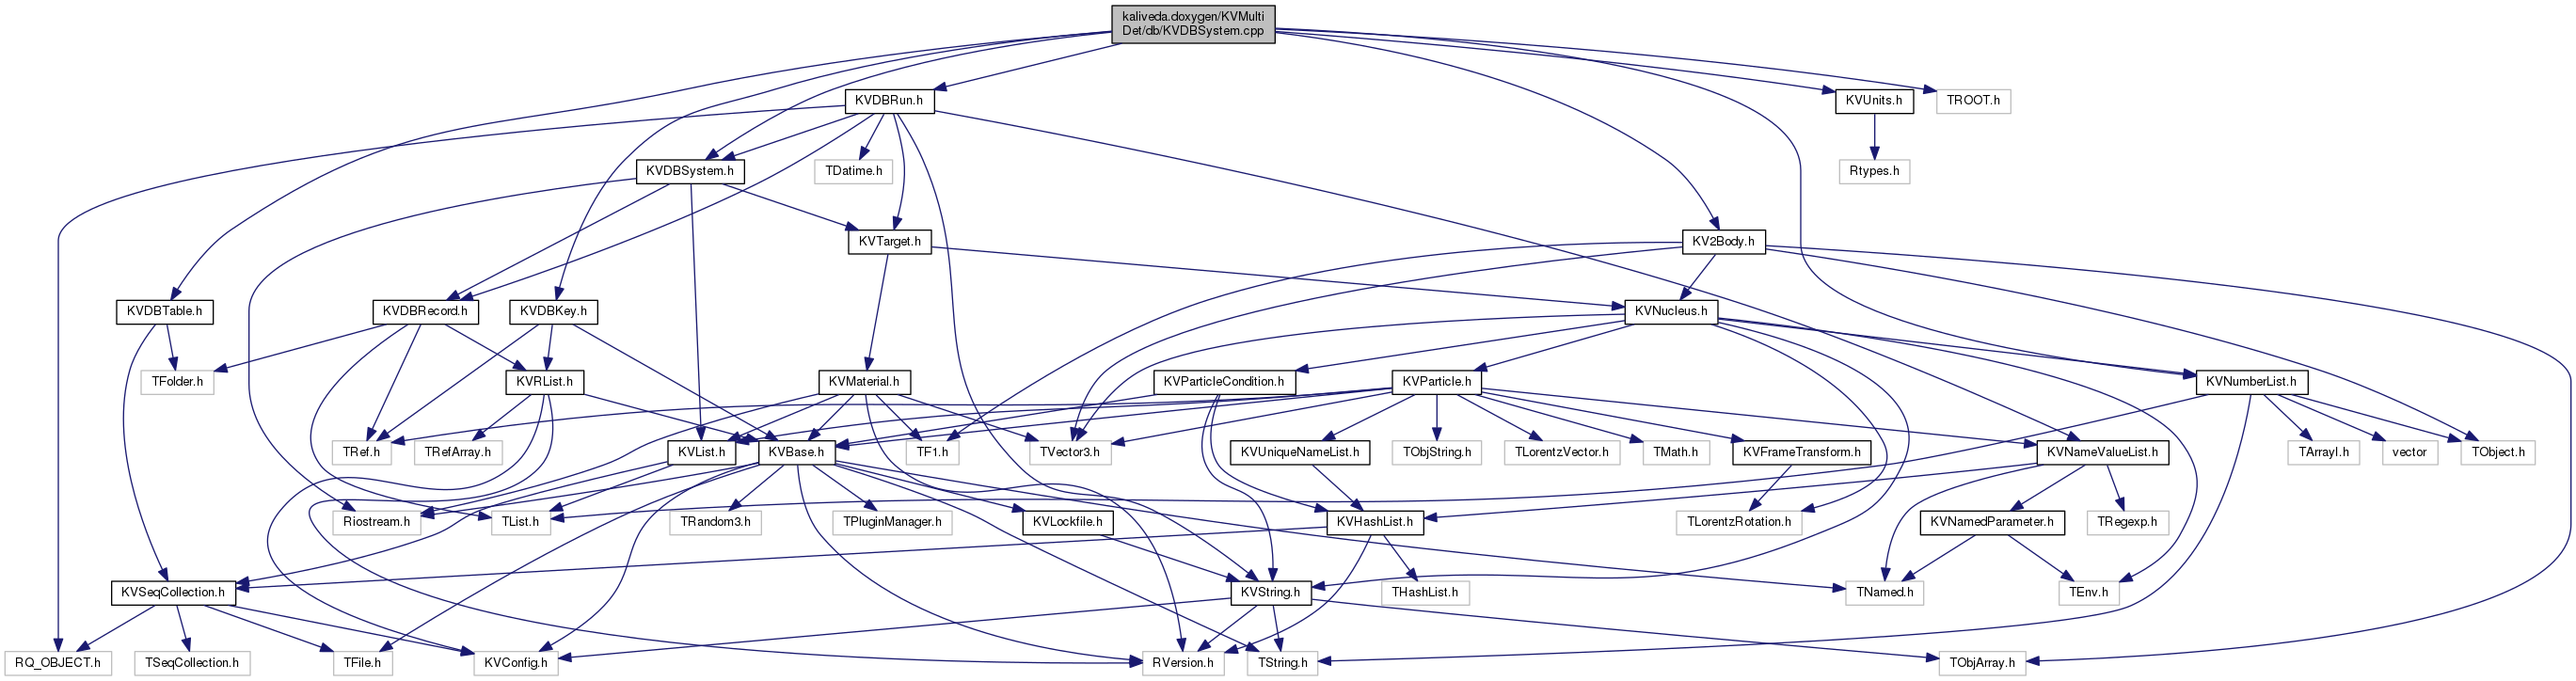 kaliveda.doxygen/KVMulti
Det/db/KVDBSystem.cpp
KVDBRun.h
KVUnits.h
TROOT.h
KVDBSystem.h
TDatime.h
Rtypes.h
KVTarget.h
KV2Body.h
KVDBTable.h
KVDBRecord.h
KVDBKey.h
KVNucleus.h
TFolder.h
KVRList.h
KVMaterial.h
KVParticleCondition.h
KVParticle.h
KVNumberList.h
TRef.h
TRefArray.h
KVList.h
KVBase.h
TF1.h
TVector3.h
KVUniqueNameList.h
TObjString.h
TLorentzVector.h
TMath.h
KVFrameTransform.h
KVNameValueList.h
TArrayI.h
vector
TObject.h
Riostream.h
TList.h
TRandom3.h
TPluginManager.h
KVLockfile.h
KVHashList.h
TLorentzRotation.h
KVNamedParameter.h
TRegexp.h
KVSeqCollection.h
KVString.h
THashList.h
TNamed.h
TEnv.h
RQ_OBJECT.h
TSeqCollection.h
TFile.h
KVConfig.h
RVersion.h
TString.h
TObjArray.h